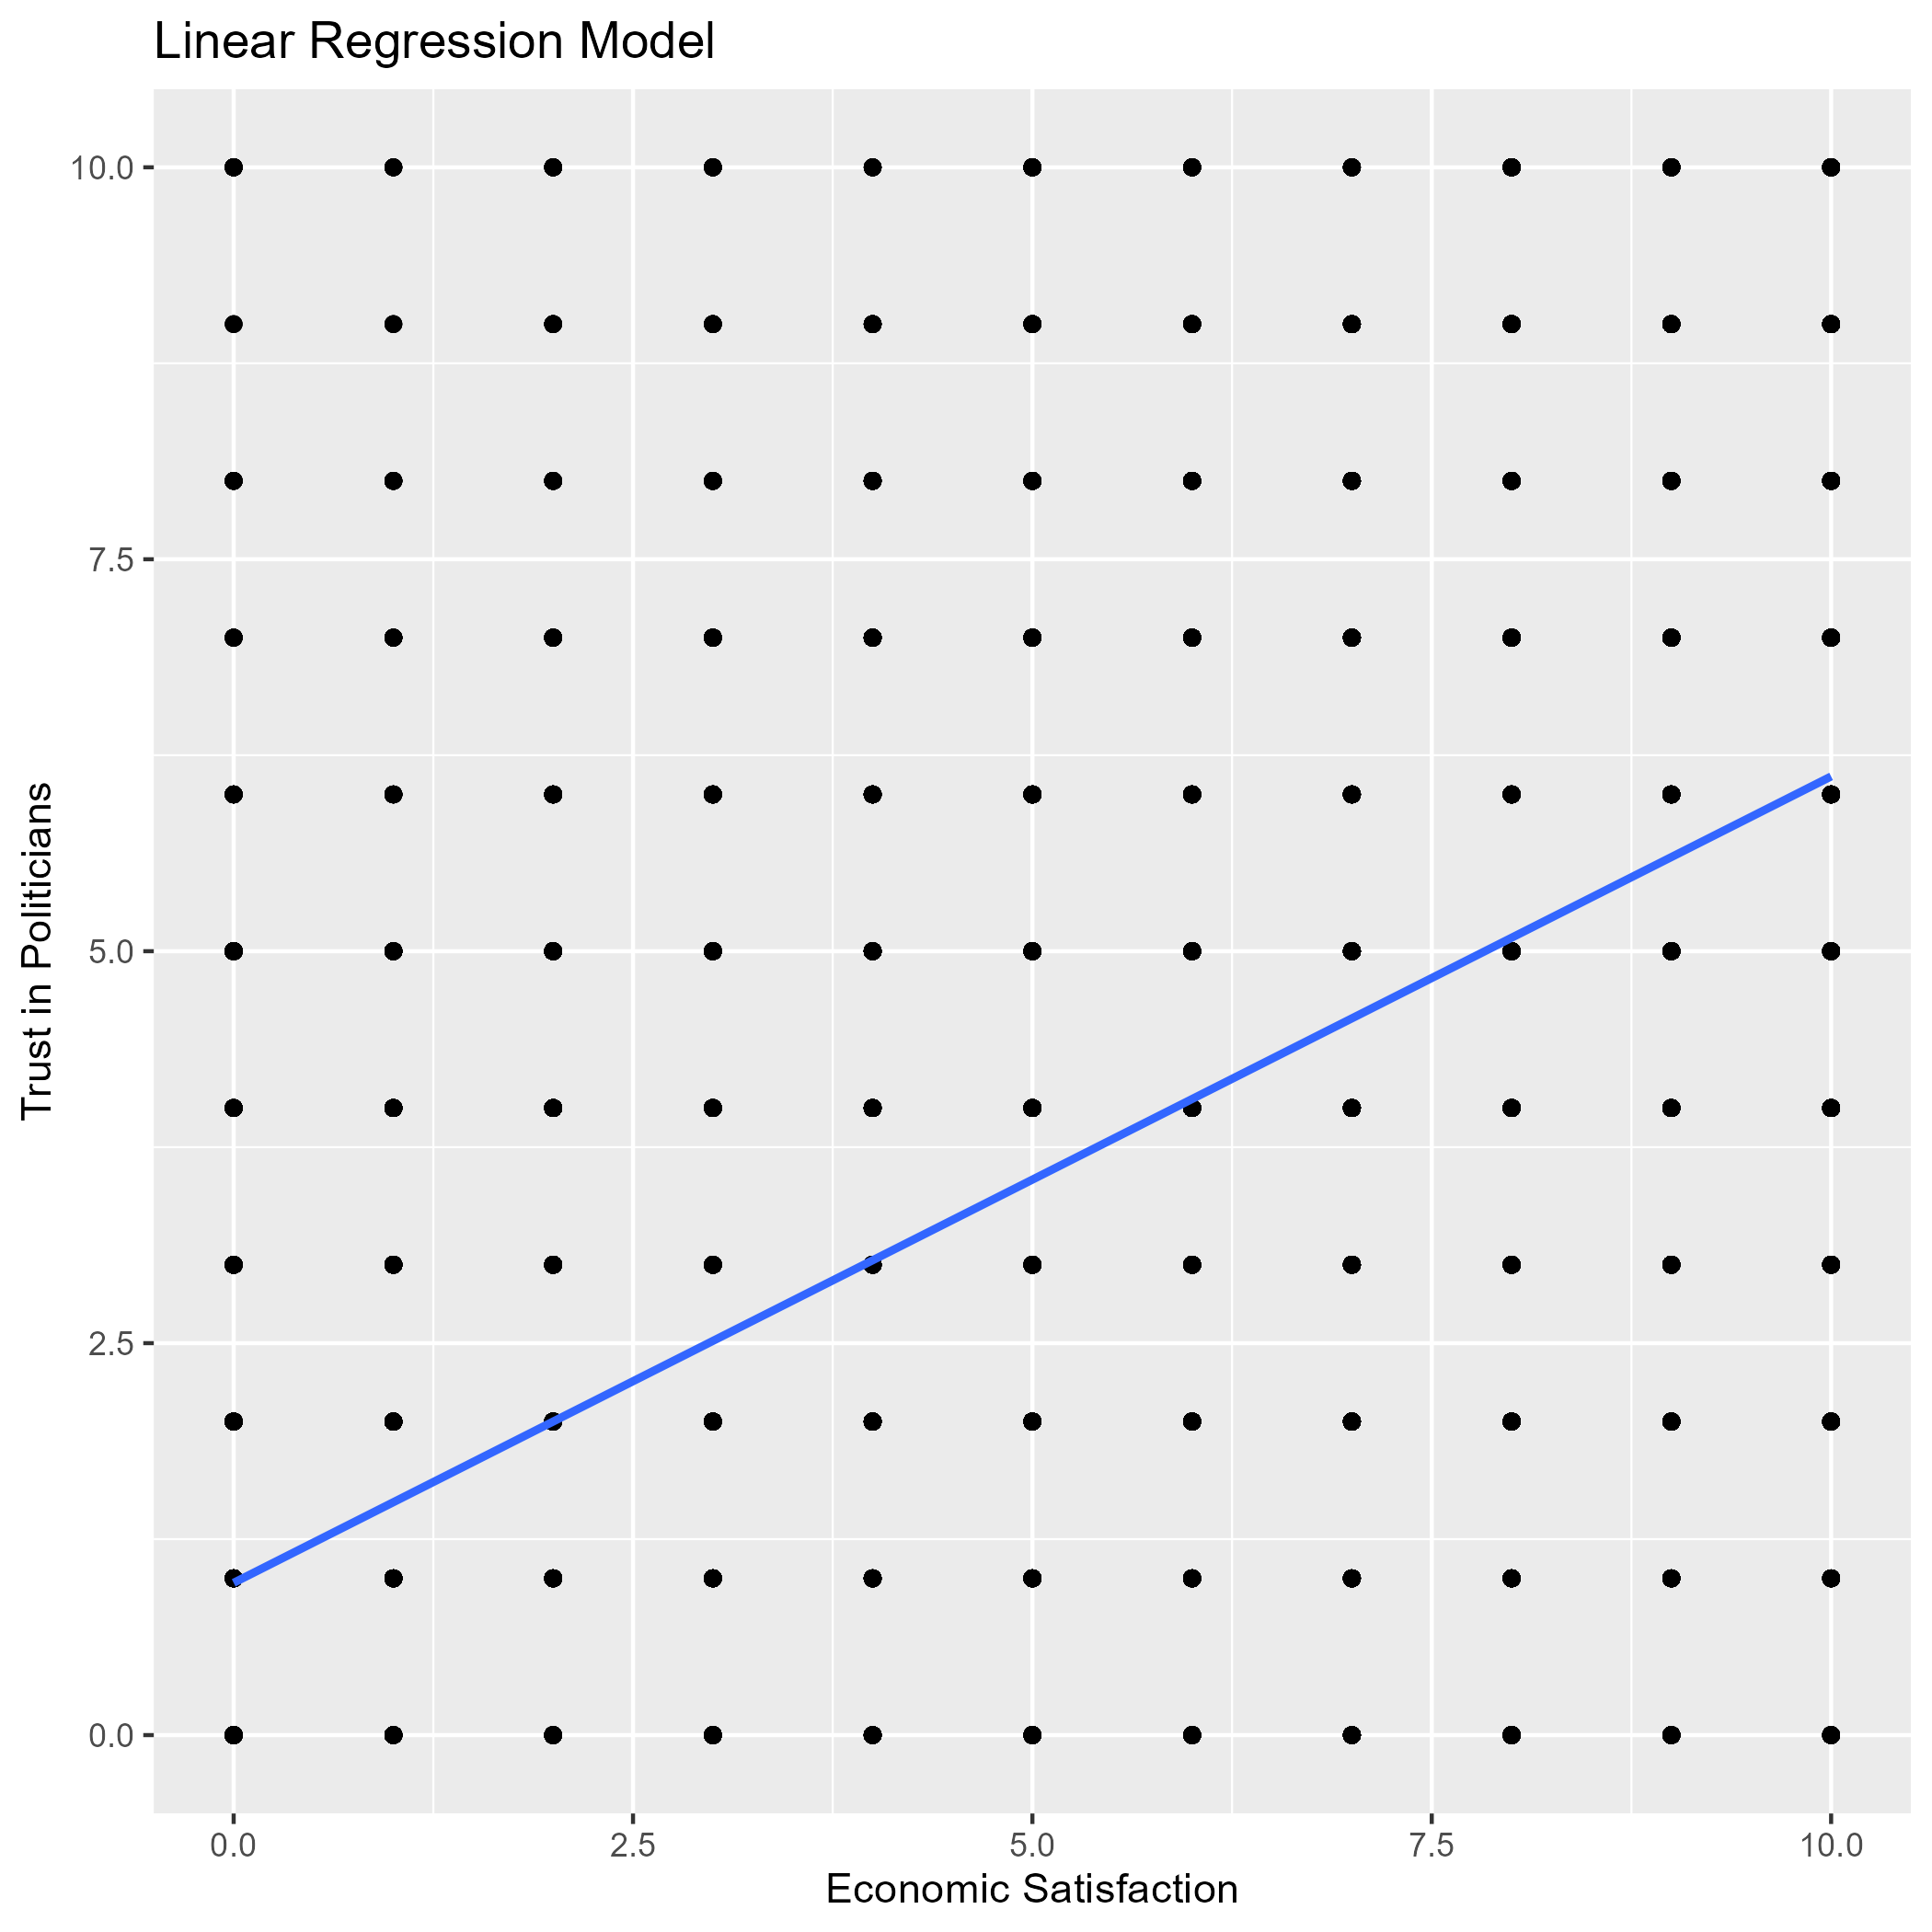 Linear Regression Model
Trust in Politicians
10.0
7.5
5.0
2.5
0.0
0.0 2.5 5.0 7.5 10.0
Economic Satisfaction